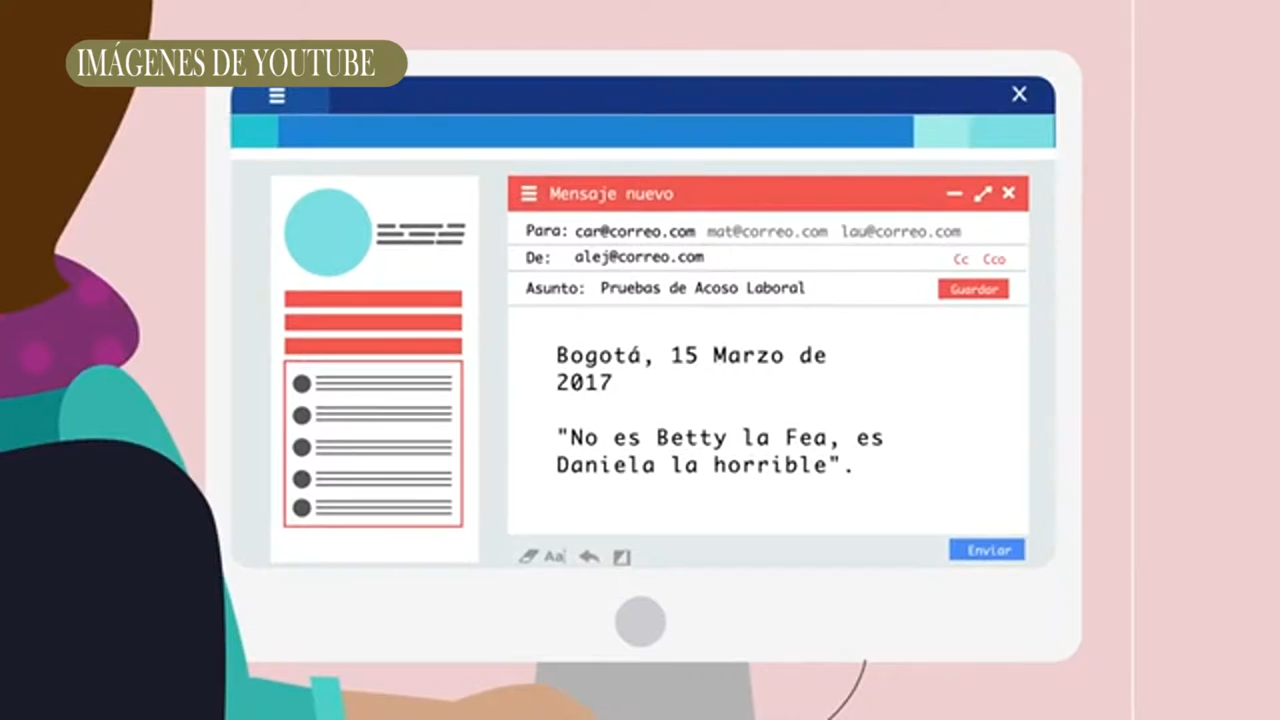 IMÁGENES DE YOUTUBE
Mensaje nuevo
Para: car@correo.com mat@correo.com lau@correo.com
De: alej@correo.com
Cc Cco
Asunto: Pruebas de Acoso Laboral
Guardar
Bogotá, 15 Marzo de
2017
"No es Betty la Fea, es
Daniela la horrible".
Aa
Enviar